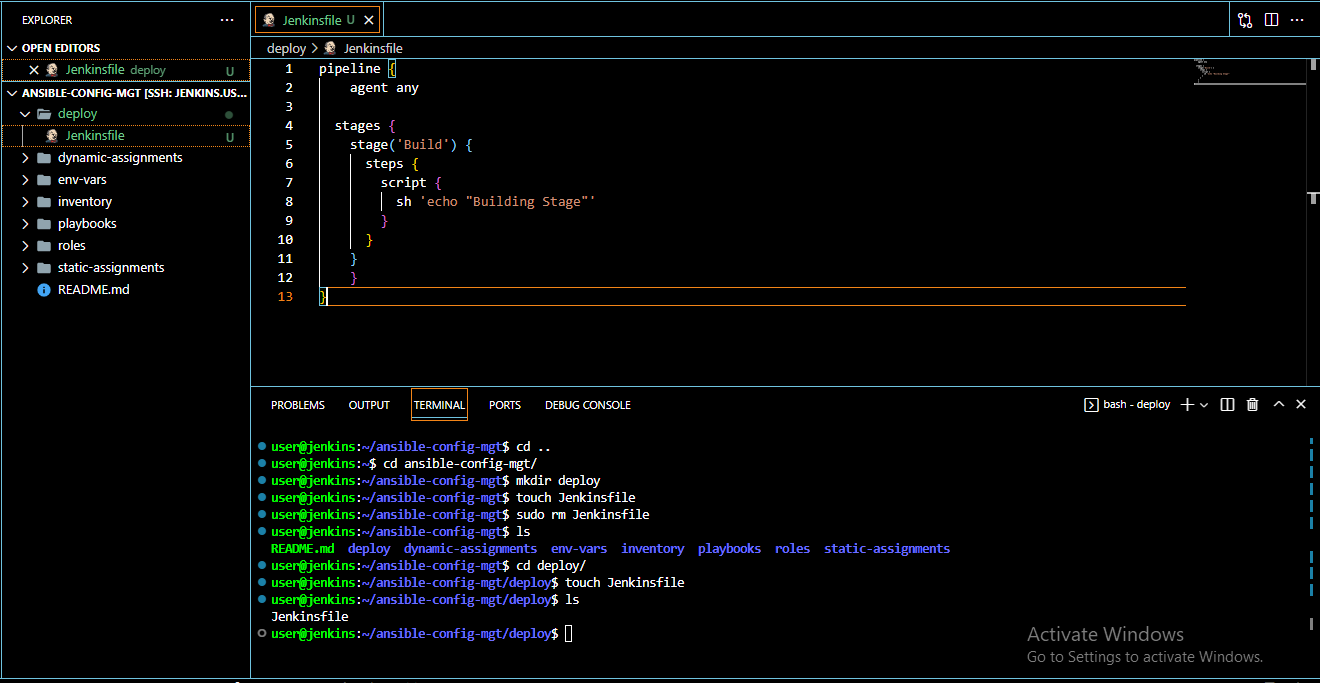 EXPLORER
OPEN EDITORS
Jenkinsfile deploy U
ANSIBLE-CONFIG-MGT [SSH: JENKINS.US...
deploy
Jenkinsfile U
dynamic-assignments
env-vars
inventory
playbooks
roles
static-assignments
README.md
Jenkinsfile U
deploy > Jenkinsfile
1 pipeline {
2 agent any
3
4 stages {
5 stage('Build') {
6 steps {
7 script {
8 sh 'echo "Building Stage"'
9 }
10 }
11 }
12 }
13 }
PROBLEMS OUTPUT TERMINAL PORTS DEBUG CONSOLE
bash - deploy
user@jenkins:~/ansible-config-mgt$ cd ..
user@jenkins:~$ cd ansible-config-mgt/
user@jenkins:~/ansible-config-mgt$ mkdir deploy
user@jenkins:~/ansible-config-mgt$ touch Jenkinsfile
user@jenkins:~/ansible-config-mgt$ sudo rm Jenkinsfile
user@jenkins:~/ansible-config-mgt$ ls
README.md deploy dynamic-assignments env-vars inventory playbooks roles static-assignments
user@jenkins:~/ansible-config-mgt$ cd deploy/
user@jenkins:~/ansible-config-mgt/deploy$ touch Jenkinsfile
user@jenkins:~/ansible-config-mgt/deploy$ ls
Jenkinsfile
user@jenkins:~/ansible-config-mgt/deploy$
Activate Windows
Go to Settings to activate Windows.